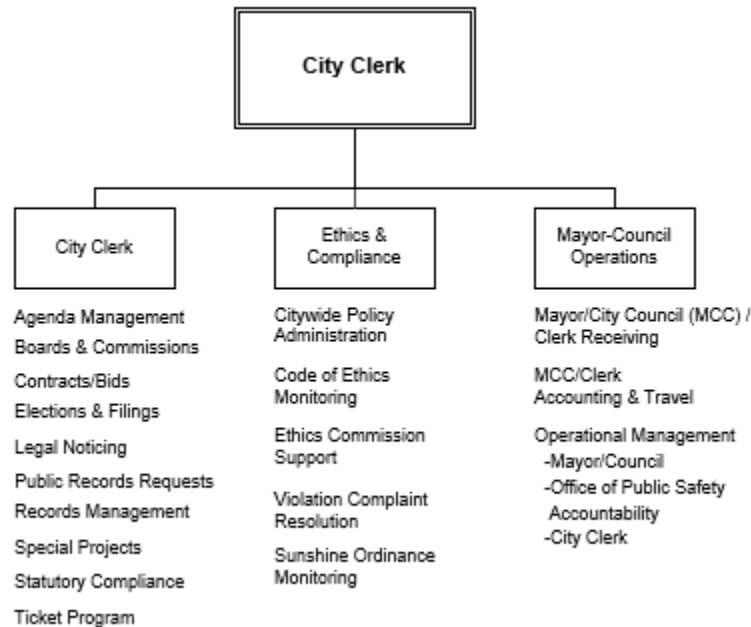 City Clerk
City Clerk
Agenda Management
Boards & Commissions
Contracts/Bids
Elections & Filings
Legal Noticing
Public Records Requests
Records Management
Special Projects
Statutory Compliance
Ticket Program
Ethics &
Compliance
Citywide Policy
Administration
Code of Ethics
Monitoring
Ethics Commission
Support
Violation Complaint
Resolution
Sunshine Ordinance
Monitoring
Mayor-Council
Operations
Mayor/City Council (MCC) /
Clerk Receiving
MCC/Clerk
Accounting & Travel
Operational Management
-Mayor/Council
-Office of Public Safety
Accountability
-City Clerk